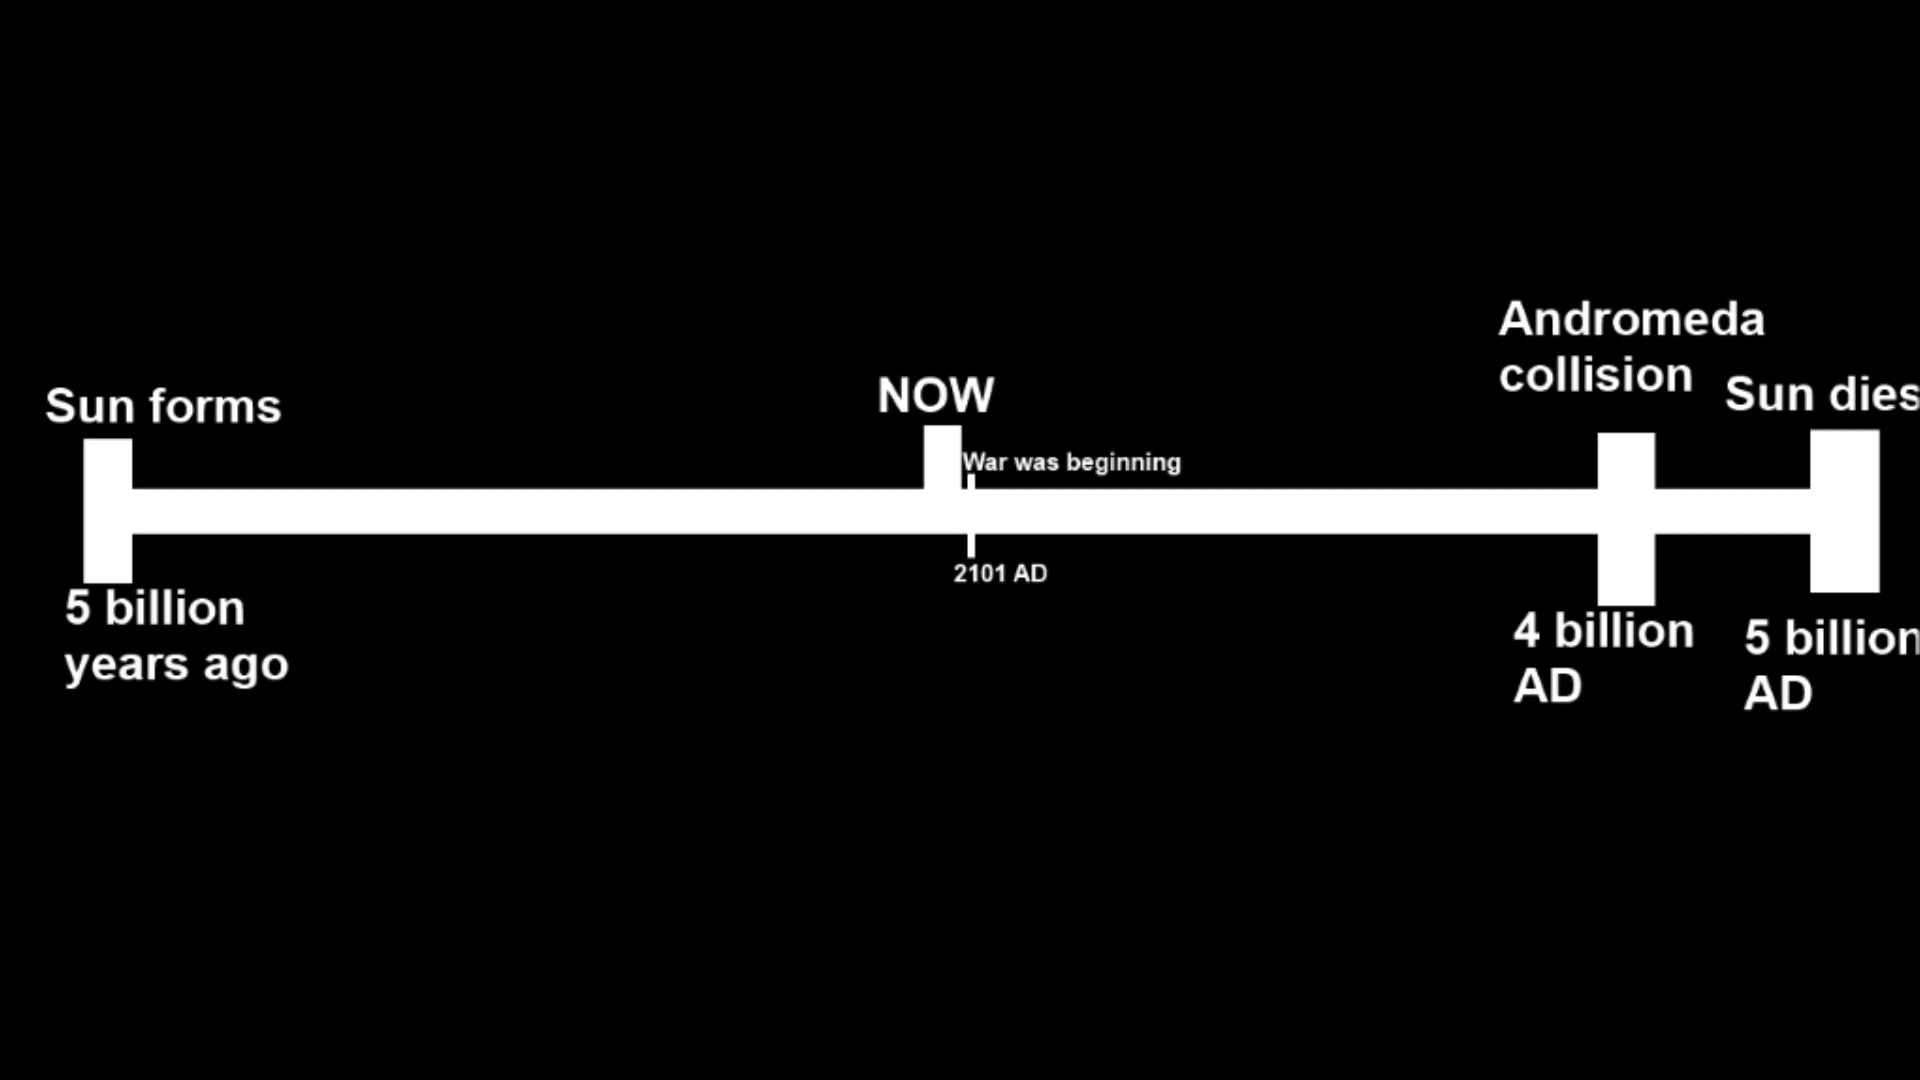 Sun forms
5 billion
years ago
NOW
War was beginning
2101 AD
Andromeda
collision
4 billion
AD
Sun dies
5 billion
AD